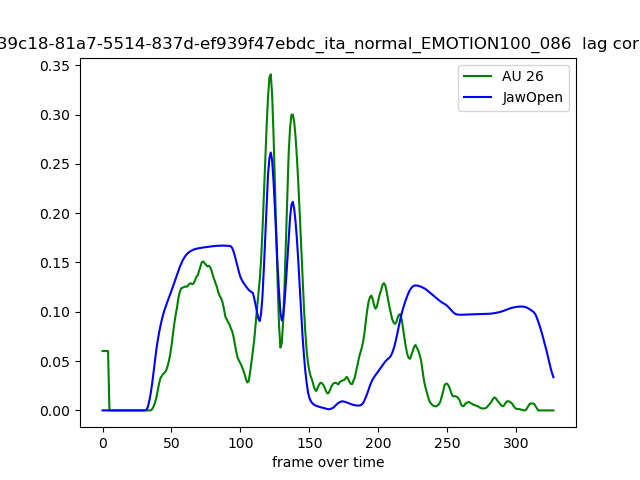 39c18-81a7-5514-837d-ef939f47ebdc_ita_normal_EMOTION100_086 lag cor
AU 26
JawOpen
0.35
0.30
0.25
0.20
0.15
0.10
0.05
0.00
0 50 100 150 200 250 300
frame over time